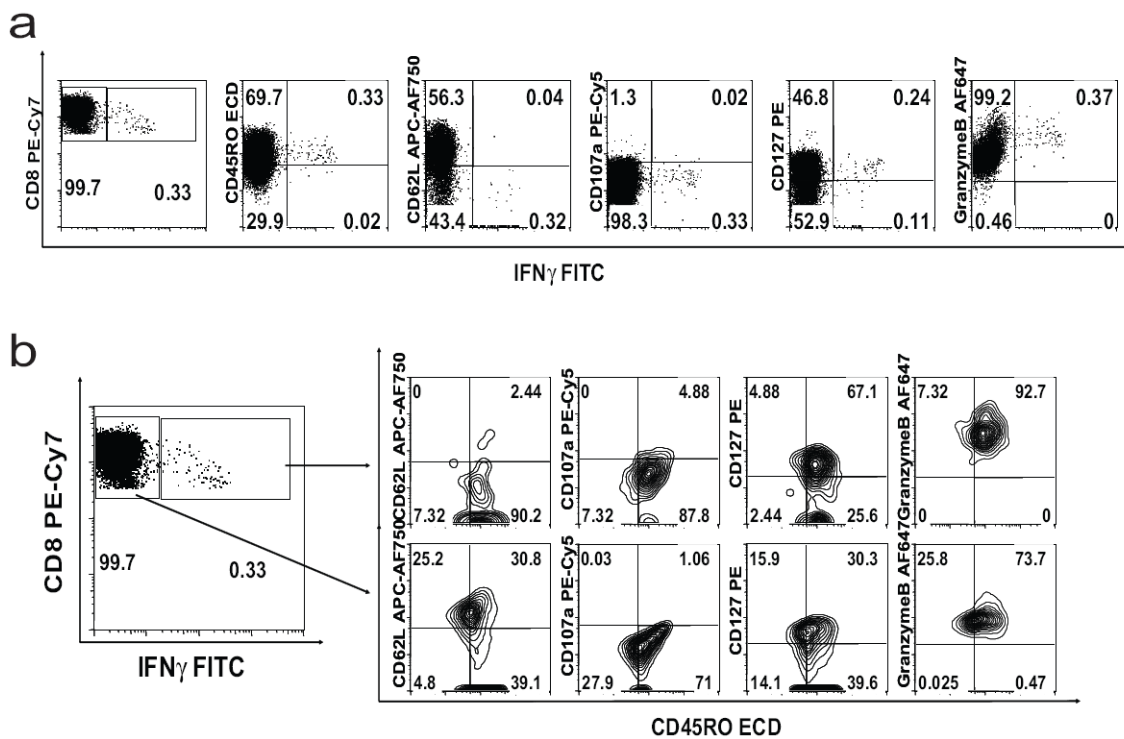 a
CD8 PE-Cy7
99.7
0.33
CD45RO ECD
69.7 0.33
29.9 0.02
CD62L APC-AF750
56.3 0.04
43.4 0.32
CD107a PE-Cy5
1.3 0.02
98.3 0.33
CD127 PE
46.8 0.24
52.9 0.11
GranzymeB AF647
99.2 0.37
0.46 0
IFNγ FITC
b
CD8 PE-Cy7
99.7 0.33
IFNγ FITC
CD62L APC-AF750
0 2.44
7.32 90.2
CD107a PE-Cy5
0 4.88
7.32 87.8
CD127 PE
4.88 67.1
2.44 25.6
GranzymeB AF647
7.32 92.7
0 0
CD62L APC-AF750
25.2 30.8
4.8 39.1
CD107a PE-Cy5
0.03 1.06
27.9 71
CD127 PE
15.9 30.3
14.1 39.6
GranzymeB AF647
25.8 73.7
0.025 0.47
CD45RO ECD